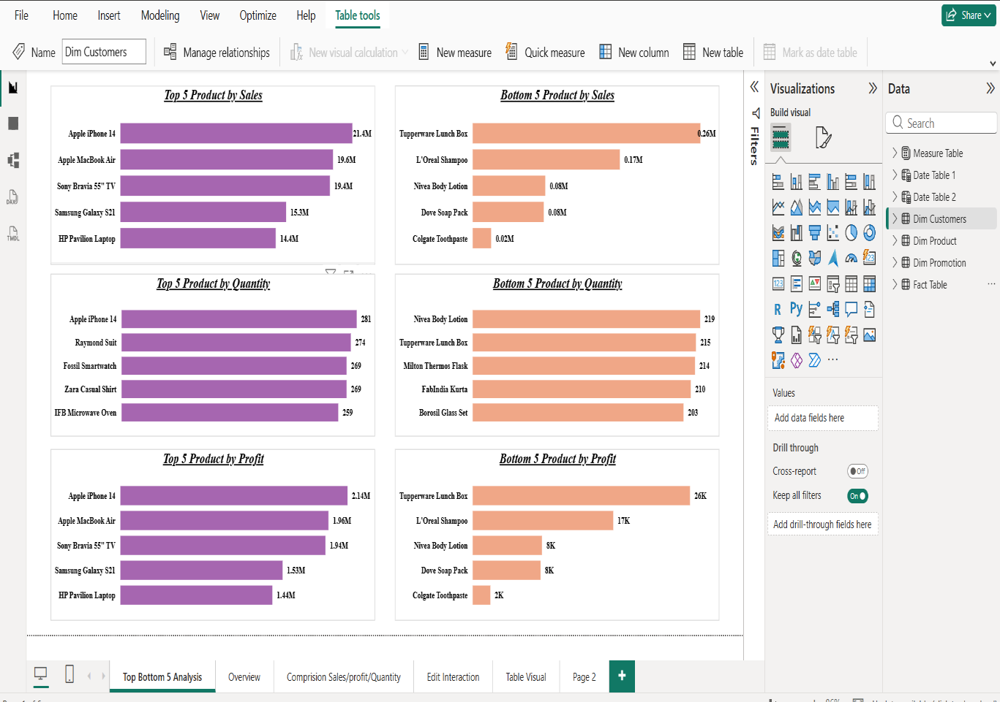 File Home Insert Modeling View Optimize Help Table tools Share
Name Dim Customers Manage relationships New visual calculation New measure Quick measure New column New table Mark as date table
Top 5 Product by Sales
Apple iPhone 14 21.4M
Apple MacBook Air 19.6M
Sony Bravia 55" TV 19.4M
Samsung Galaxy S21 15.3M
HP Pavilion Laptop 14.4M
Bottom 5 Product by Sales
Tupperware Lunch Box 0.26M
L'Oreal Shampoo 0.17M
Nivea Body Lotion 0.08M
Dove Soap Pack 0.08M
Colgate Toothpaste 0.02M
Top 5 Product by Quantity
Apple iPhone 14 281
Raymond Suit 274
Fossil Smartwatch 269
Zara Casual Shirt 269
IFB Microwave Oven 259
Bottom 5 Product by Quantity
Nivea Body Lotion 219
Tupperware Lunch Box 215
Milton Thermos Flask 214
FabIndia Kurta 210
Borosil Glass Set 203
Top 5 Product by Profit
Apple iPhone 14 2.14M
Apple MacBook Air 1.96M
Sony Bravia 55" TV 1.94M
Samsung Galaxy S21 1.53M
HP Pavilion Laptop 1.44M
Bottom 5 Product by Profit
Tupperware Lunch Box 26K
L'Oreal Shampoo 17K
Nivea Body Lotion 8K
Dove Soap Pack 8K
Colgate Toothpaste 2K
DAX
TMDL
Filters
Visualizations
Build visual
123
123
R Py
Values
Add data fields here
Drill through
Cross-report Off
Keep all filters On
Add drill-through fields here
Data
Search
Measure Table
Date Table 1
Date Table 2
Dim Customers
Dim Product
Dim Promotion
Fact Table
Top Bottom 5 Analysis Overview Comprision Sales/profit/Quantity Edit Interaction Table Visual Page 2 +